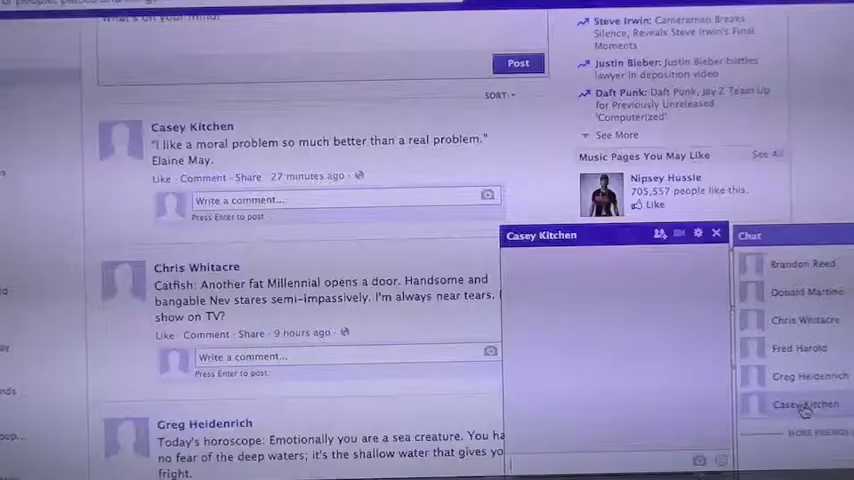 What's on your mind?
Post
SORT
Casey Kitchen
"I like a moral problem so much better than a real problem."
Elaine May.
Like · Comment · Share 27 minutes ago ·
Write a comment...
Press Enter to post
Chris Whitacre
Catfish: Another fat Millennial opens a door. Handsome and
bangable Nev stares semi-impassively. I'm always near tears.
show on TV?
Like · Comment · Share · 9 hours ago ·
Write a comment...
Press Enter to post.
Greg Heidenrich
Today's horoscope: Emotionally you are a sea creature. You ha
no fear of the deep waters; it's the shallow water that gives yo
fright.
Steve Irwin: Cameraman Breaks
Silence, Reveals Steve Irwin's Final
Moments
Justin Bieber: Justin Bieber battles
lawyer in deposition video
Daft Punk: Daft Punk, Jay Z Team Up
for Previously Unreleased
'Computerized'
See More
Music Pages You May Like See All
Nipsey Hussle
705,557 people like this.
Like
Casey Kitchen
Chat
Brandon Reed
Donald Martino
Chris Whitacre
Fred Harold
Greg Heidenrich
Casey Kitchen
MORE FRIENDS